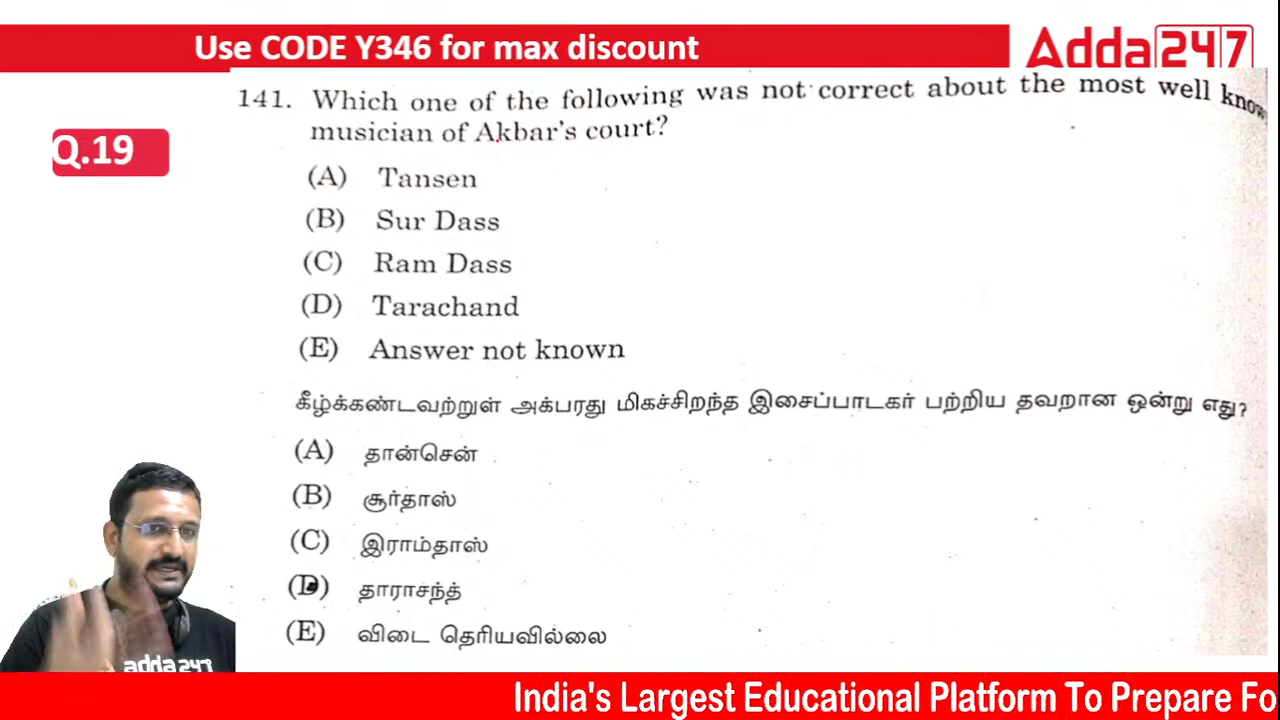 Use CODE Y346 for max discount
Adda247
141. Which one of the following was not correct about the most well know
musician of Akbar's court?
Q.19
(A) Tansen
(B) Sur Dass
(C) Ram Dass
(D) Tarachand
(E) Answer not known
கீழ்க்கண்டவற்றுள் அக்பரது மிகச்சிறந்த இசைப்பாடகர் பற்றிய தவறான ஒன்று எது?
(A) தான்சென்
(B) சூர்தாஸ்
(C) இராம்தாஸ்
(D) தாராசந்த்
(E) விடை தெரியவில்லை
adda247
India's Largest Educational Platform To Prepare Fo